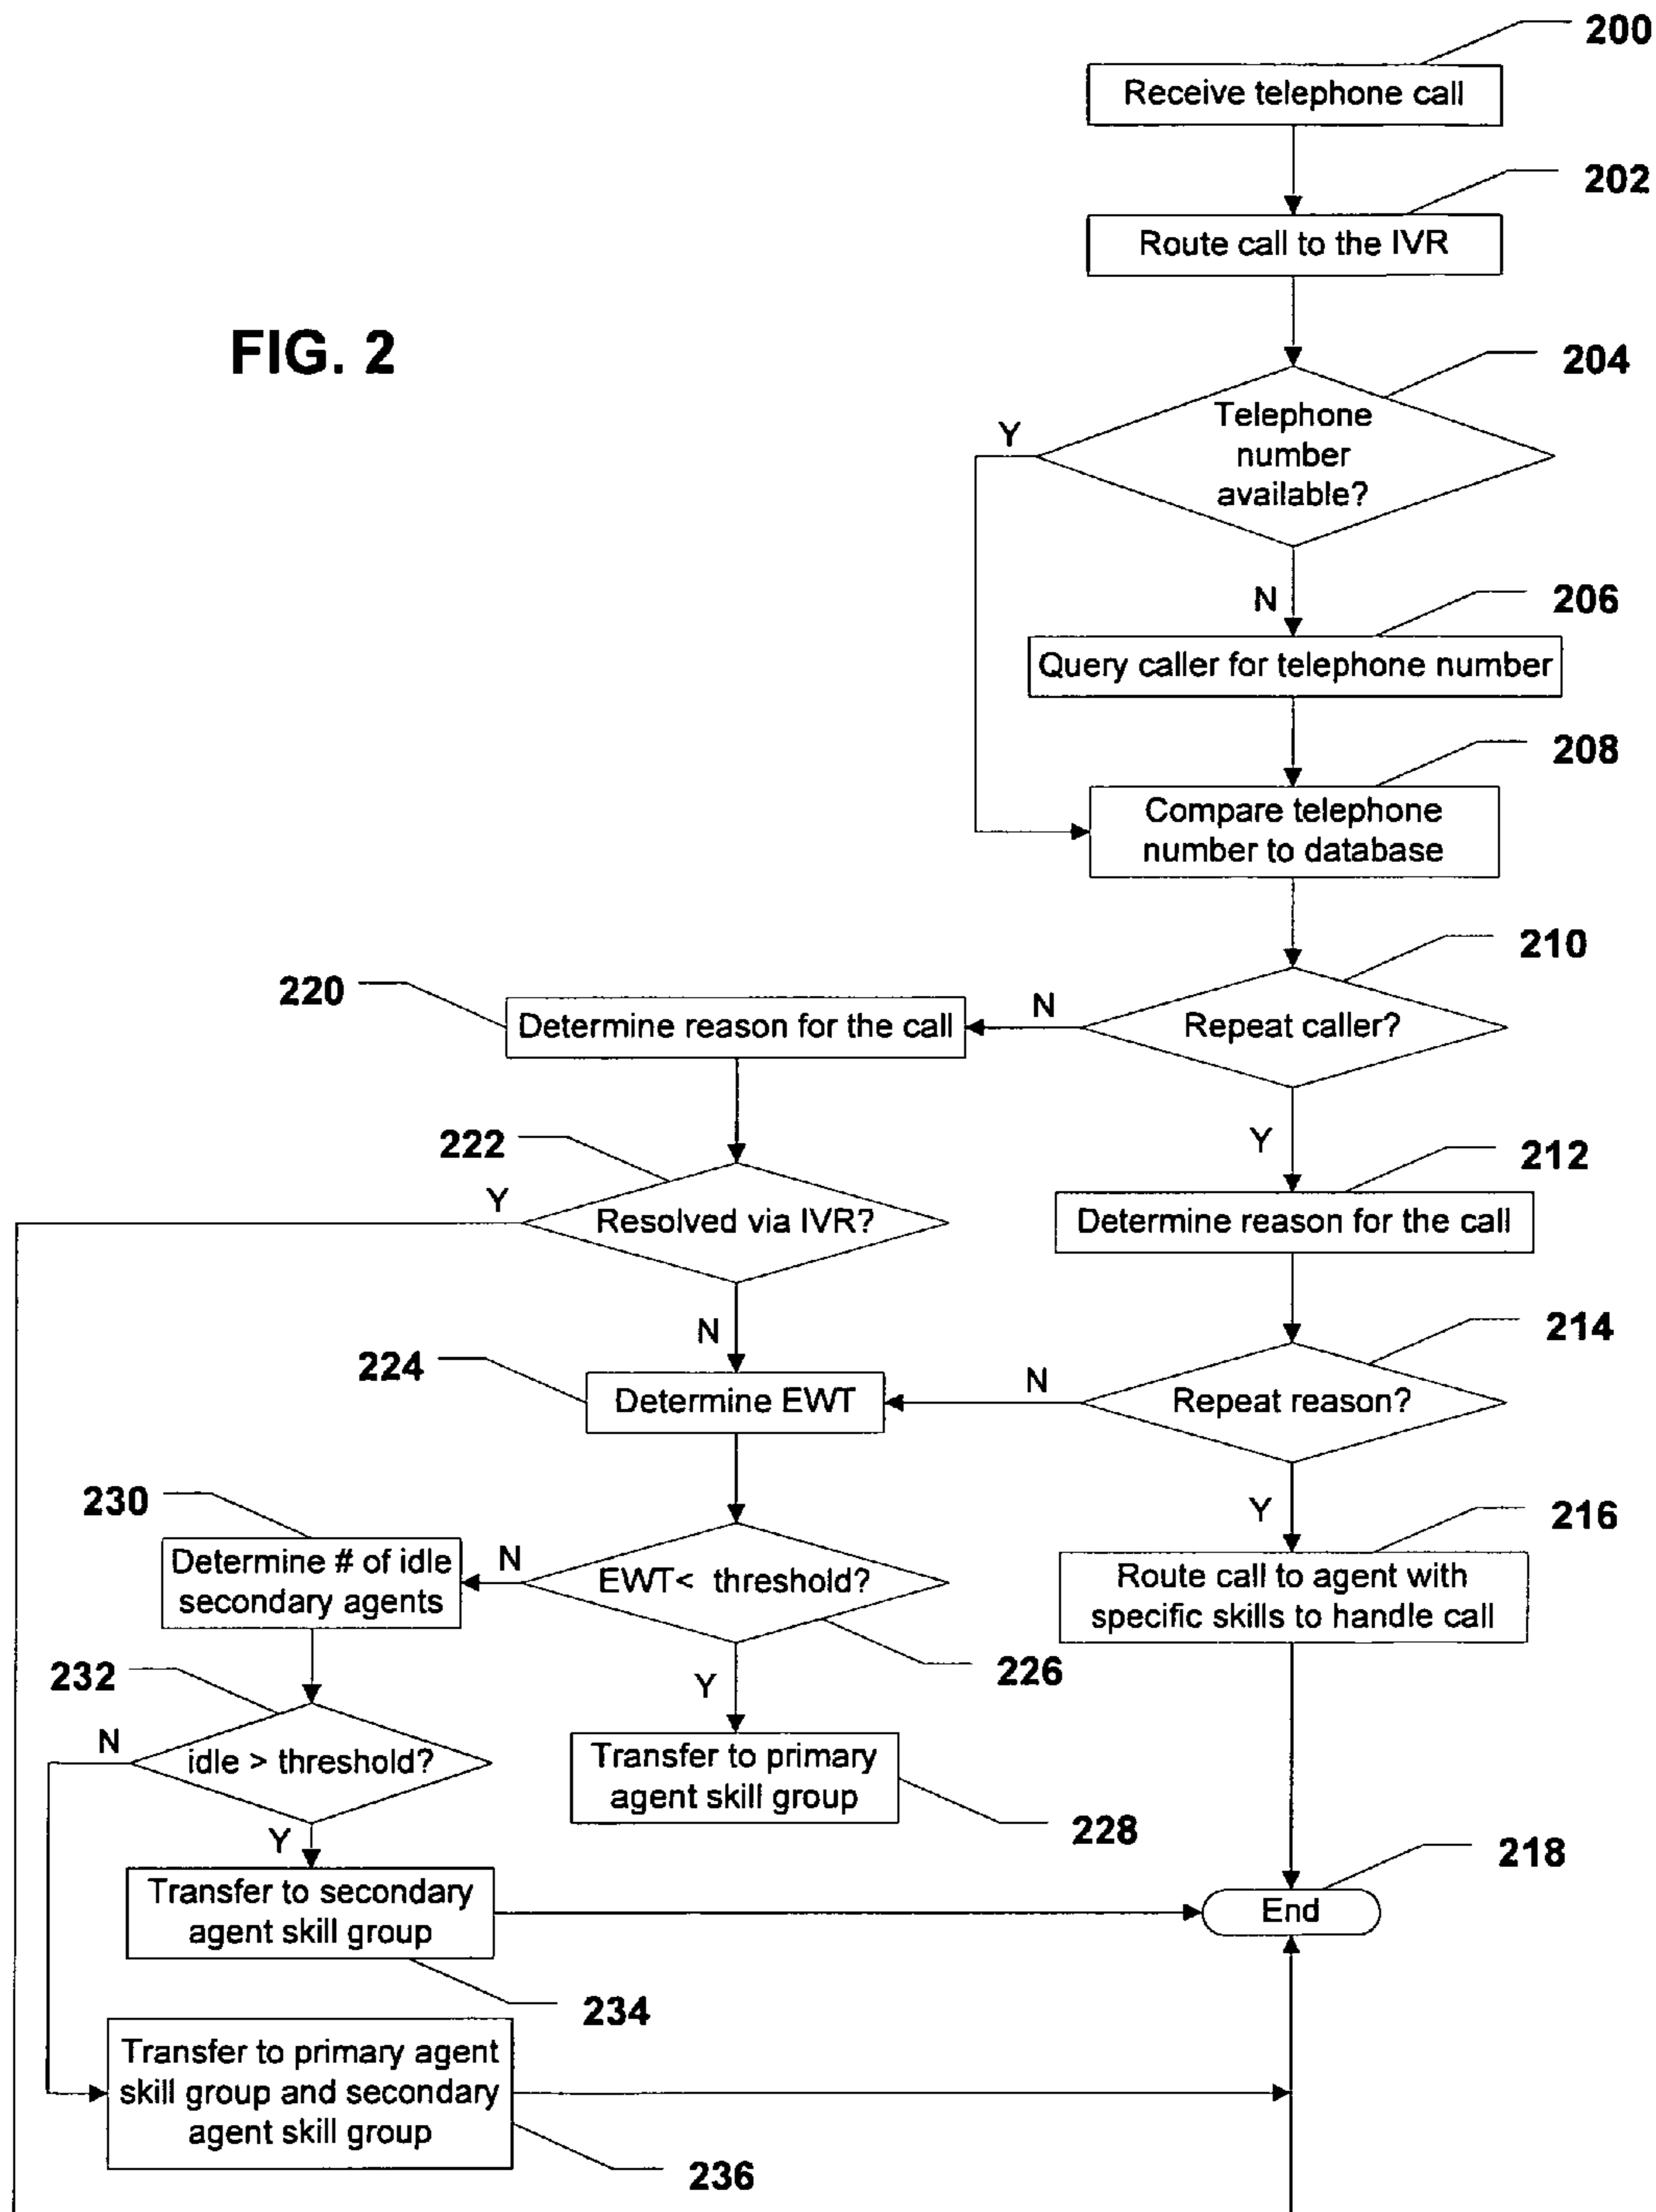 200
Receive telephone call
202
Route call to the IVR
FIG. 2
204
Telephone
number
available?
Y
N
206
Query caller for telephone number
208
Compare telephone
number to database
210
Repeat caller?
N
220
Determine reason for the call
Y
222
212
Y
Resolved via IVR?
Determine reason for the call
N
214
224
Determine EWT
N
Repeat reason?
230
Y
216
Determine # of idle
secondary agents
N
EWT< threshold?
Route call to agent with
specific skills to handle call
232
226
Y
N
idle > threshold?
Transfer to primary
agent skill group
228
Y
218
Transfer to secondary
agent skill group
End
234
Transfer to primary agent
skill group and secondary
agent skill group
236